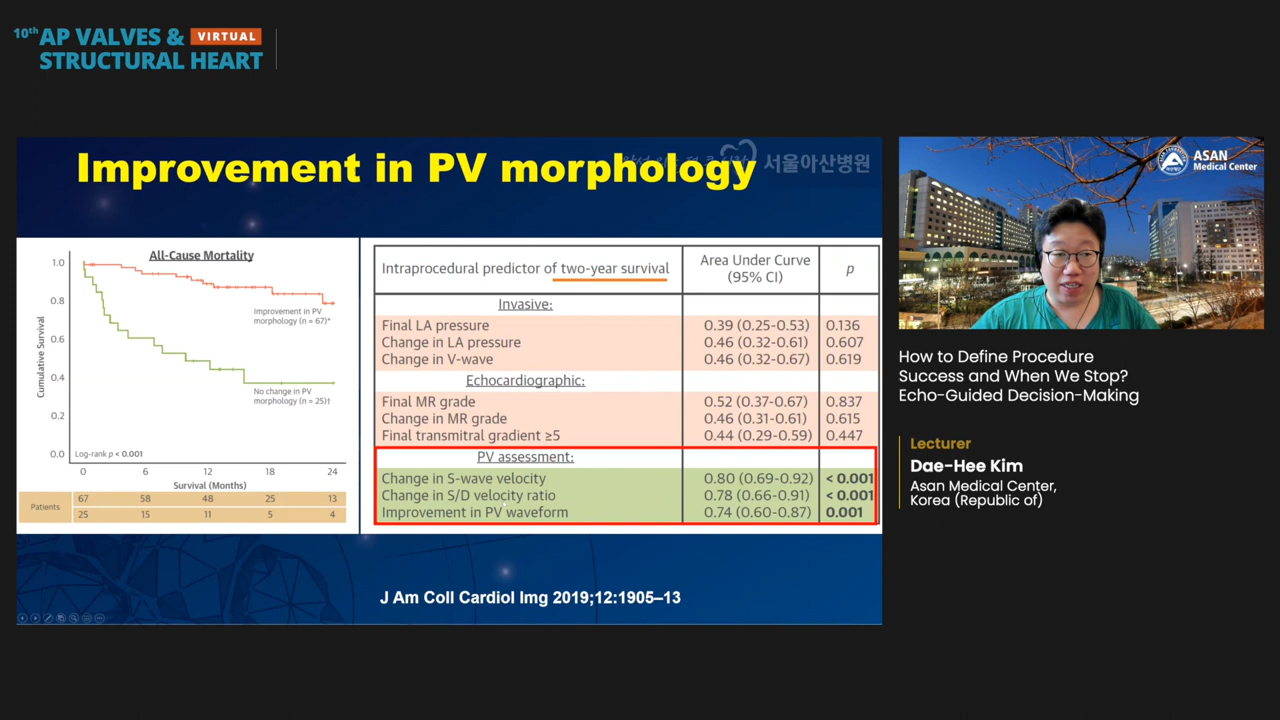 10th AP VALVES & VIRTUAL
STRUCTURAL HEART
Improvement in PV morphology
서울아산병원
All-Cause Mortality
Cumulative Survival
1.0
0.8
0.6
0.4
0.2
0.0
Improvement in PV
morphology (n = 67)*
No change in PV
morphology (n = 25)†
Log-rank p < 0.001
0 6 12 18 24
Survival (Months)
Patients
67 58 48 25 13
25 15 11 5 4
Intraprocedural predictor of two-year survival Area Under Curve (95% CI) p
Invasive:
Final LA pressure 0.39 (0.25-0.53) 0.136
Change in LA pressure 0.46 (0.32-0.61) 0.607
Change in V-wave 0.46 (0.32-0.67) 0.619
Echocardiographic:
Final MR grade 0.52 (0.37-0.67) 0.837
Change in MR grade 0.46 (0.31-0.61) 0.615
Final transmitral gradient ≥5 0.44 (0.29-0.59) 0.447
PV assessment:
Change in S-wave velocity 0.80 (0.69-0.92) < 0.001
Change in S/D velocity ratio 0.78 (0.66-0.91) < 0.001
Improvement in PV waveform 0.74 (0.60-0.87) 0.001
J Am Coll Cardiol Img 2019;12:1905–13
ASAN
Medical Center
How to Define Procedure
Success and When We Stop?
Echo-Guided Decision-Making
Lecturer
Dae-Hee Kim
Asan Medical Center,
Korea (Republic of)